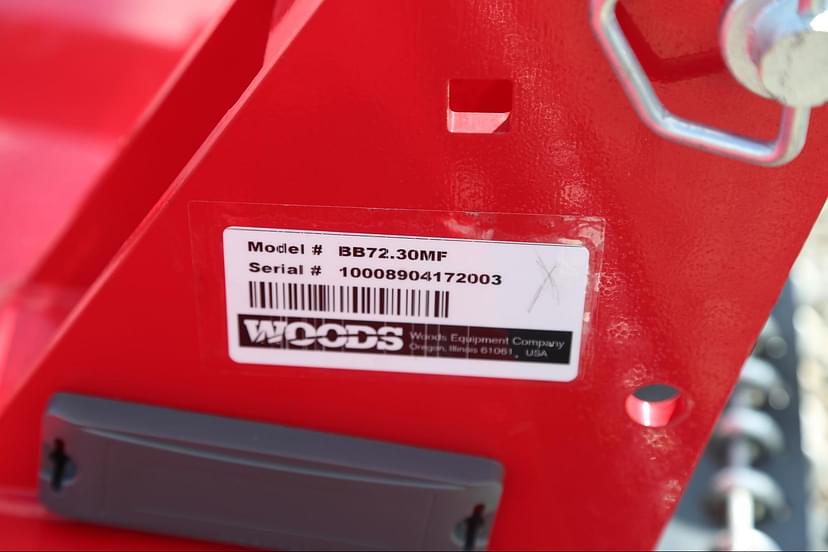 Model # BB72.30MF
Serial # 10008904172003
WOODS
Woods Equipment Company
Oregon, Illinois 61061, USA